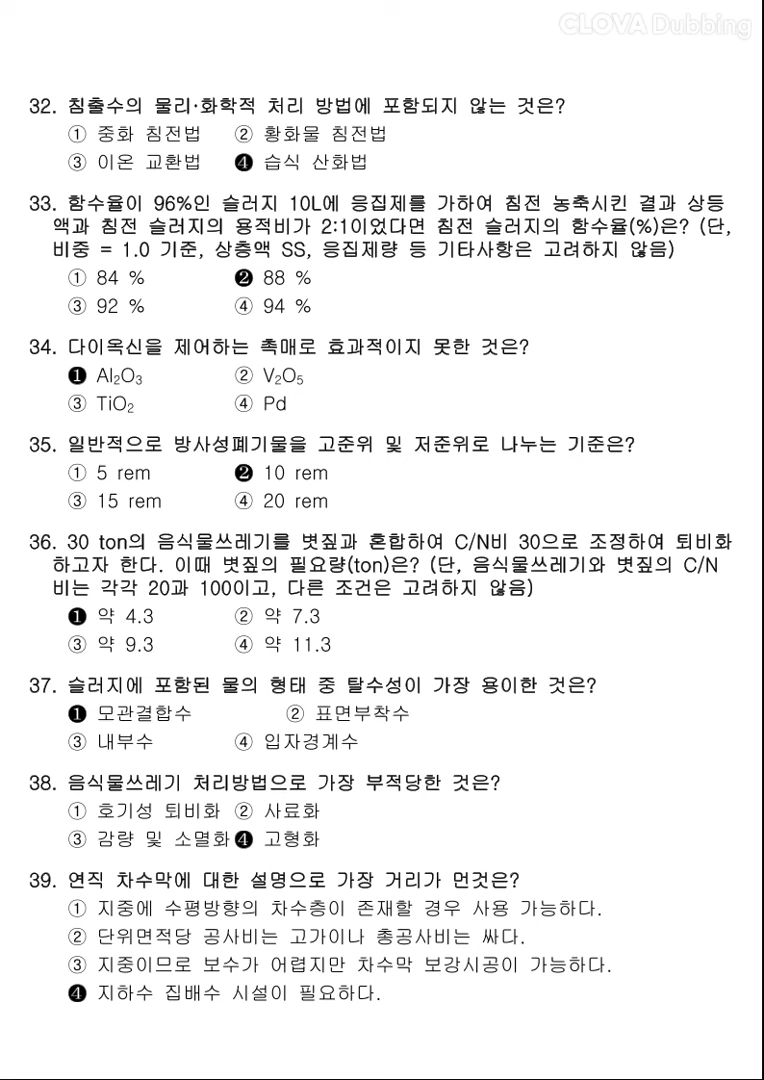 CLOVA Dubbing
32. 침출수의 물리·화학적 처리 방법에 포함되지 않는 것은?
① 중화 침전법 ② 황화물 침전법
③ 이온 교환법 ❹ 습식 산화법
33. 함수율이 96%인 슬러지 10L에 응집제를 가하여 침전 농축시킨 결과 상등
액과 침전 슬러지의 용적비가 2:1이었다면 침전 슬러지의 함수율(%)은? (단,
비중 = 1.0 기준, 상층액 SS, 응집제량 등 기타사항은 고려하지 않음)
① 84 % ❷ 88 %
③ 92 % ④ 94 %
34. 다이옥신을 제어하는 촉매로 효과적이지 못한 것은?
❶ Al₂O₃ ② V₂O₅
③ TiO₂ ④ Pd
35. 일반적으로 방사성폐기물을 고준위 및 저준위로 나누는 기준은?
① 5 rem ❷ 10 rem
③ 15 rem ④ 20 rem
36. 30 ton의 음식물쓰레기를 볏짚과 혼합하여 C/N비 30으로 조정하여 퇴비화
하고자 한다. 이때 볏짚의 필요량(ton)은? (단, 음식물쓰레기와 볏짚의 C/N
비는 각각 20과 100이고, 다른 조건은 고려하지 않음)
❶ 약 4.3 ② 약 7.3
③ 약 9.3 ④ 약 11.3
37. 슬러지에 포함된 물의 형태 중 탈수성이 가장 용이한 것은?
❶ 모관결합수 ② 표면부착수
③ 내부수 ④ 입자경계수
38. 음식물쓰레기 처리방법으로 가장 부적당한 것은?
① 호기성 퇴비화 ② 사료화
③ 감량 및 소멸화 ❹ 고형화
39. 연직 차수막에 대한 설명으로 가장 거리가 먼것은?
① 지중에 수평방향의 차수층이 존재할 경우 사용 가능하다.
② 단위면적당 공사비는 고가이나 총공사비는 싸다.
③ 지중이므로 보수가 어렵지만 차수막 보강시공이 가능하다.
❹ 지하수 집배수 시설이 필요하다.